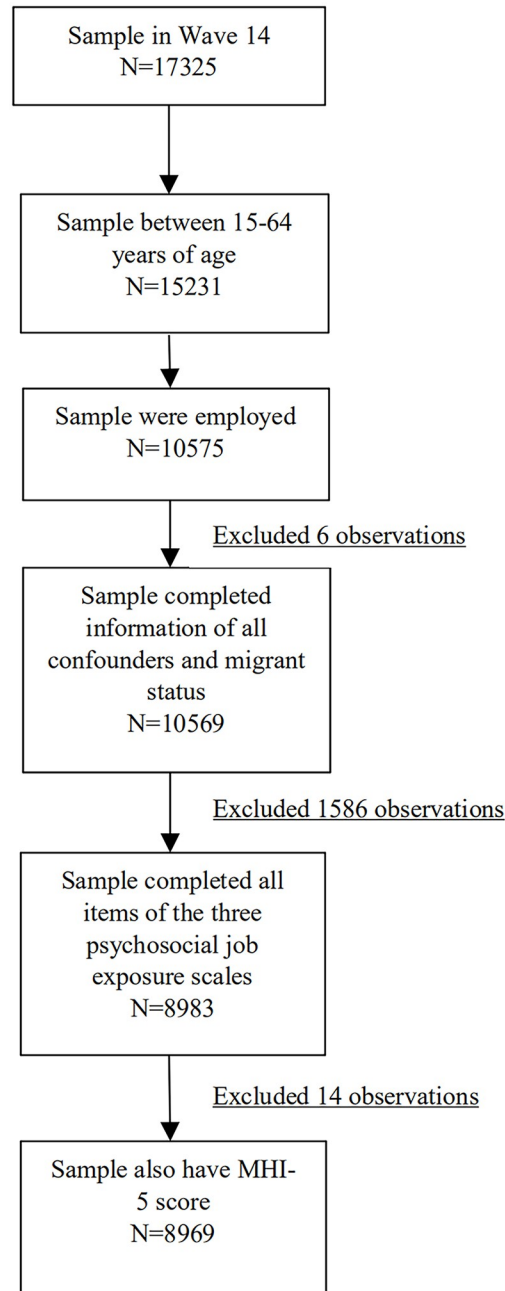 Sample in Wave 14
N=17325
Sample between 15-64
years of age
N=15231
Sample were employed
N=10575
Excluded 6 observations
Sample completed
information of all
confounders and migrant
status
N=10569
Excluded 1586 observations
Sample completed all
items of the three
psychosocial job
exposure scales
N=8983
Excluded 14 observations
Sample also have MHI-
5 score
N=8969